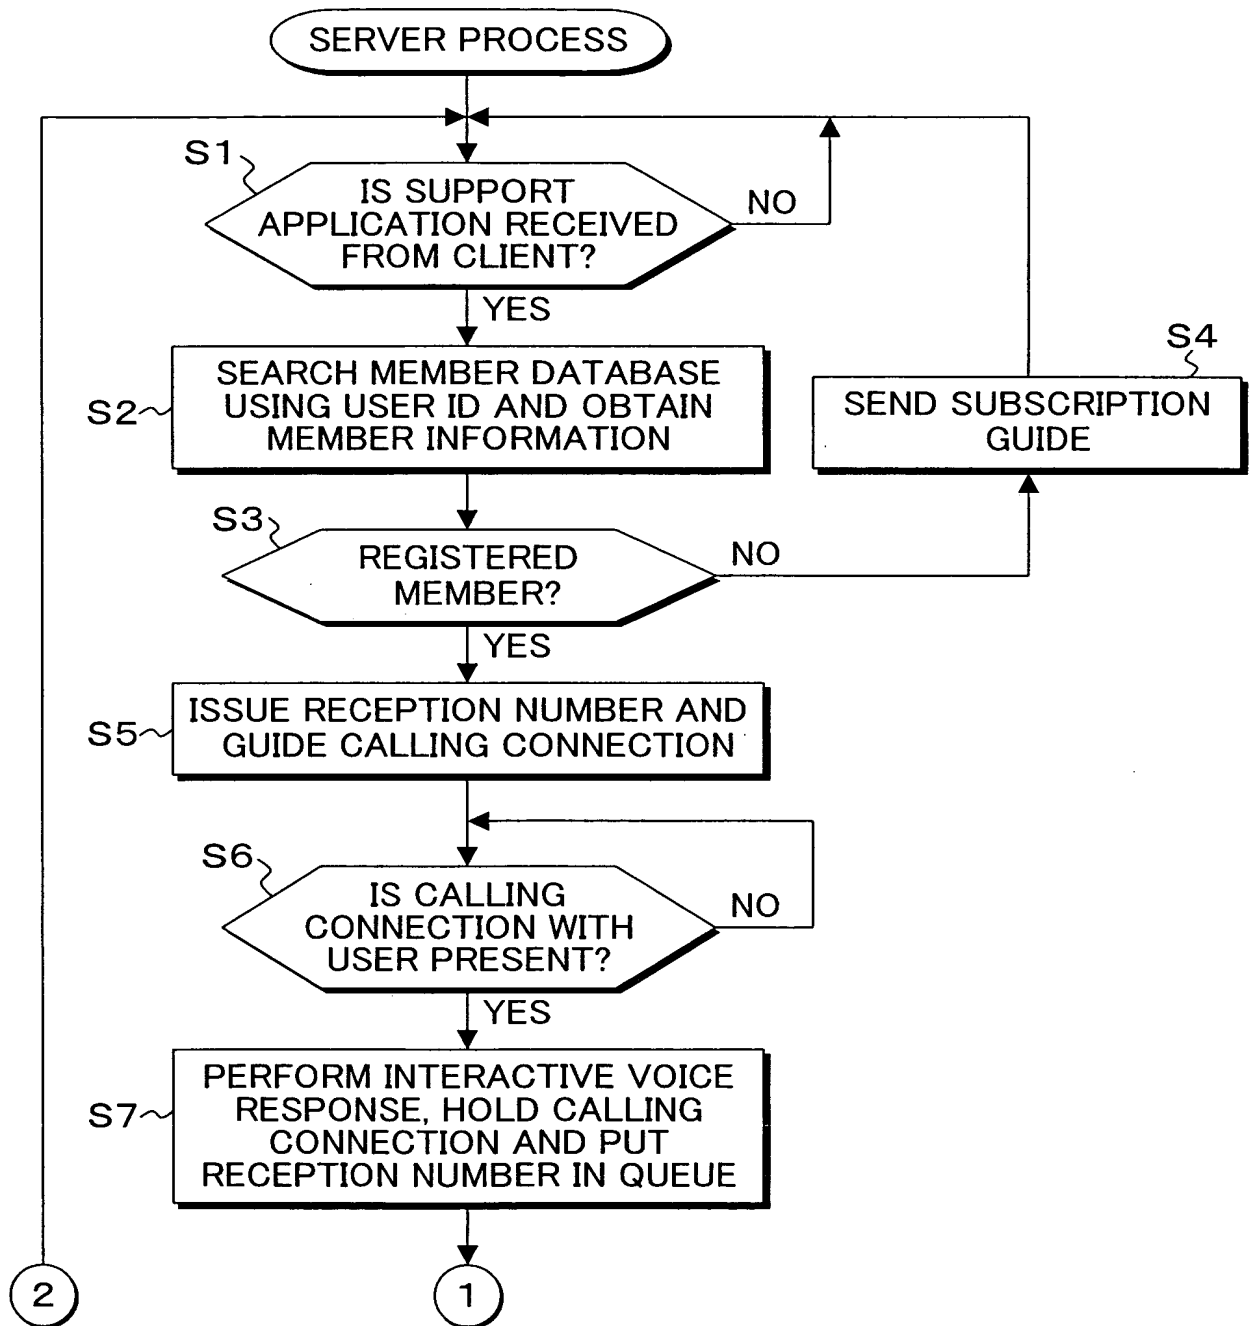 SERVER PROCESS
S1
IS SUPPORT
APPLICATION RECEIVED
FROM CLIENT?
NO
YES
S2
SEARCH MEMBER DATABASE
USING USER ID AND OBTAIN
MEMBER INFORMATION
S4
SEND SUBSCRIPTION
GUIDE
S3
REGISTERED
MEMBER?
NO
YES
S5
ISSUE RECEPTION NUMBER AND
GUIDE CALLING CONNECTION
S6
IS CALLING
CONNECTION WITH
USER PRESENT?
NO
YES
S7
PERFORM INTERACTIVE VOICE
RESPONSE, HOLD CALLING
CONNECTION AND PUT
RECEPTION NUMBER IN QUEUE
2
1